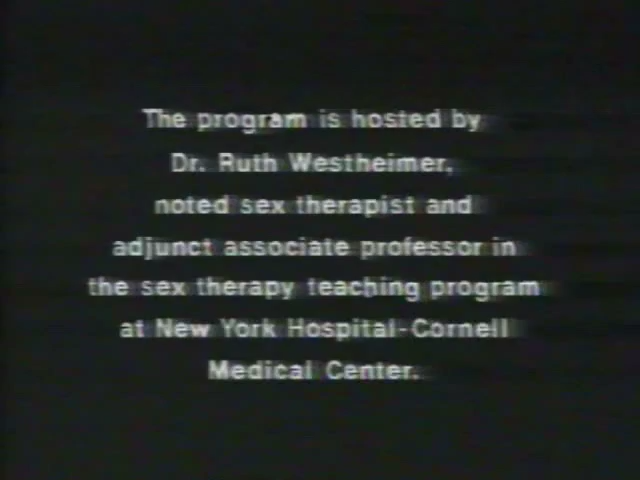 The program is hosted by
Dr. Ruth Westheimer,
noted sex therapist and
adjunct associate professor in
the sex therapy teaching program
at New York Hospital-Cornell
Medical Center.